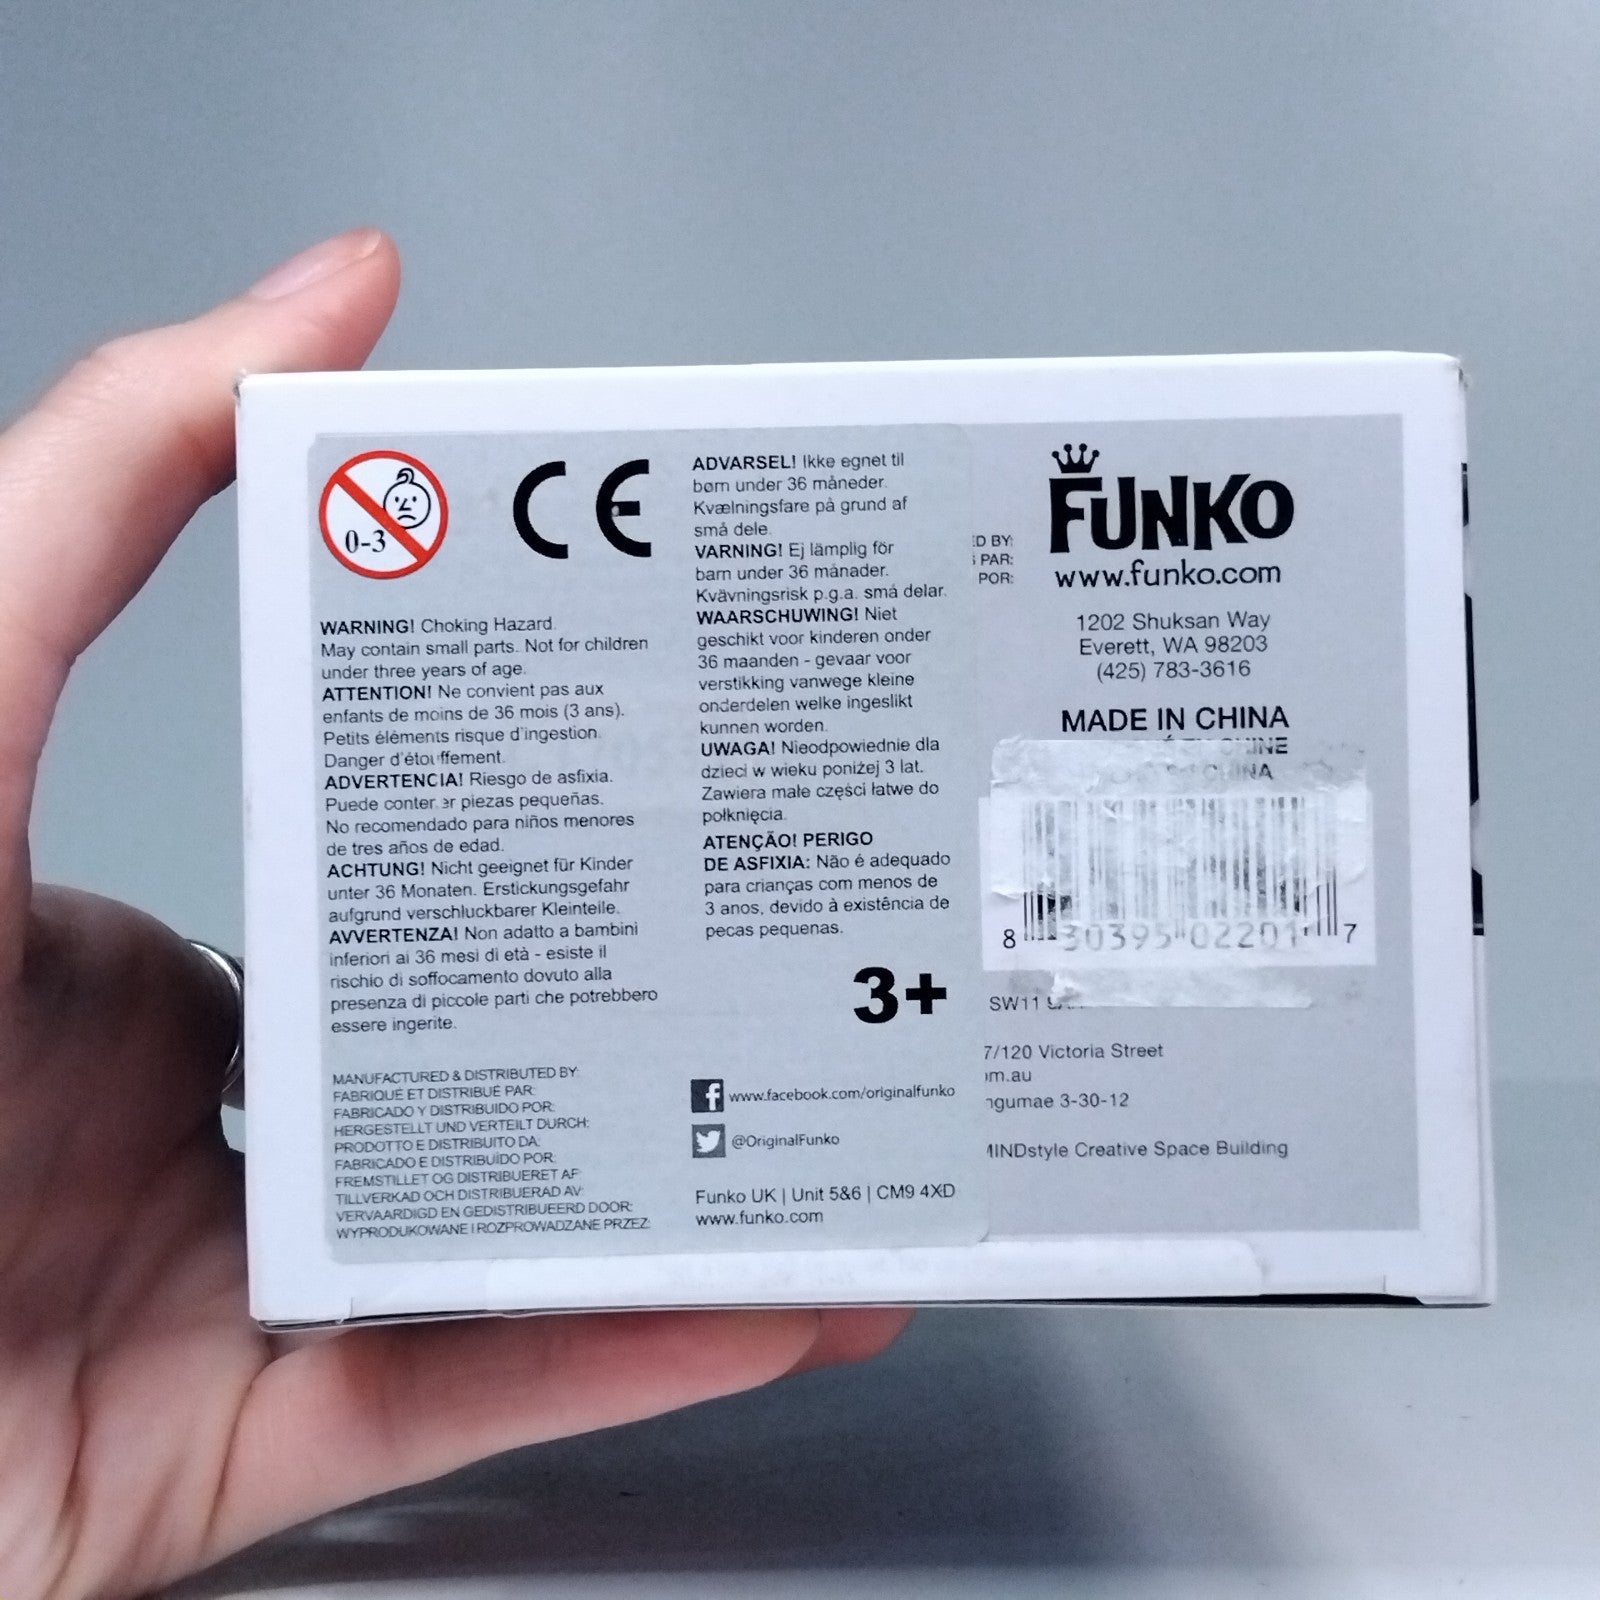 0-3
CE
WARNING! Choking Hazard.
May contain small parts. Not for children
under three years of age.
ATTENTION! Ne convient pas aux
enfants de moins de 36 mois (3 ans).
Petits éléments risque d'ingestion.
Danger d'étouffement.
ADVERTENCIA! Riesgo de asfixia.
Puede contener piezas pequeñas.
No recomendado para niños menores
de tres años de edad.
ACHTUNG! Nicht geeignet für Kinder
unter 36 Monaten. Erstickungsgefahr
aufgrund verschluckbarer Kleinteile.
AVVERTENZA! Non adatto a bambini
inferiori ai 36 mesi di età - esiste il
rischio di soffocamento dovuto alla
presenza di piccole parti che potrebbero
essere ingerite.
MANUFACTURED & DISTRIBUTED BY:
FABRIQUÉ ET DISTRIBUÉ PAR:
FABRICADO Y DISTRIBUIDO POR:
HERGESTELLT UND VERTEILT DURCH:
PRODOTTO E DISTRIBUITO DA:
FABRICADO E DISTRIBUÍDO POR:
FREMSTILLET OG DISTRIBUERET AF:
TILLVERKAD OCH DISTRIBUERAD AV:
VERVAARDIGD EN GEDISTRIBUEERD DOOR:
WYPRODUKOWANE I ROZPROWADZANE PRZEZ:
ADVARSEL! Ikke egnet til
børn under 36 måneder.
Kvælningsfare på grund af
små dele.
VARNING! Ej lämplig för
barn under 36 månader.
Kvävningsrisk p.g.a. små delar.
WAARSCHUWING! Niet
geschikt voor kinderen onder
36 maanden - gevaar voor
verstikking vanwege kleine
onderdelen welke ingeslikt
kunnen worden.
UWAGA! Nieodpowiednie dla
dzieci w wieku poniżej 3 lat.
Zawiera małe części łatwe do
połknięcia.
ATENÇÃO! PERIGO
DE ASFIXIA: Não é adequado
para crianças com menos de
3 anos, devido à existência de
pecas pequenas.
3+
www.facebook.com/originalfunko
@OriginalFunko
Funko UK | Unit 5&6 | CM9 4XD
www.funko.com
BY:
PAR:
POR:
FUNKO
www.funko.com
1202 Shuksan Way
Everett, WA 98203
(425) 783-3616
MADE IN CHINA
CHINA
8 30395 02201 7
SW11
7/120 Victoria Street
m.au
gumae 3-30-12
MINDstyle Creative Space Building